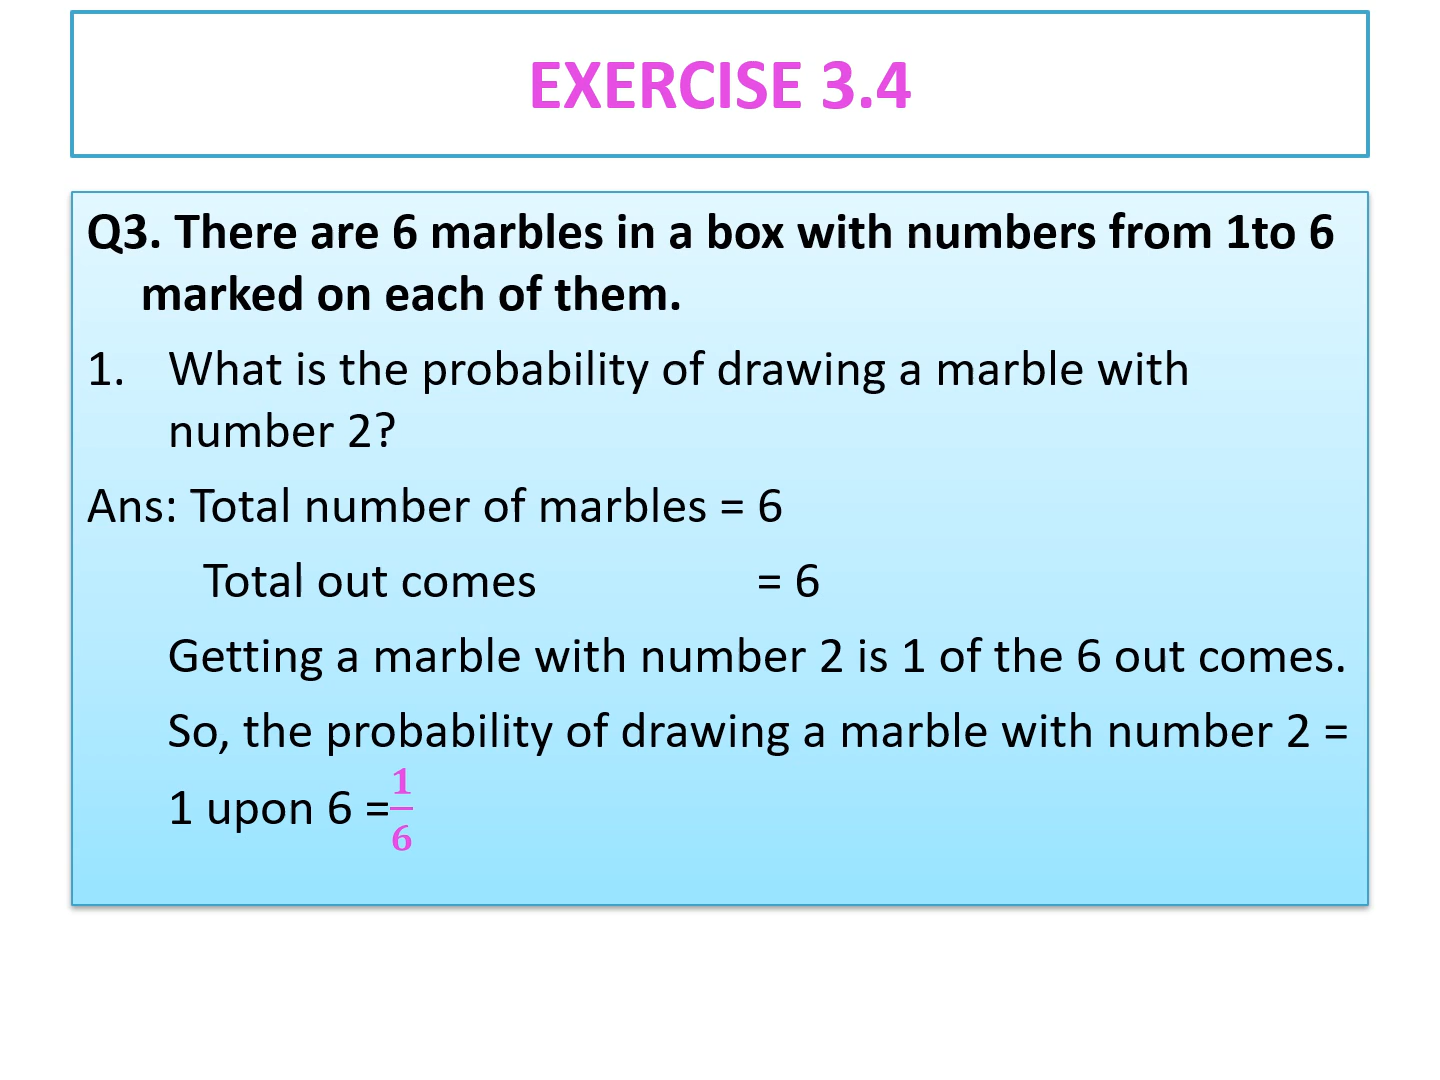 EXERCISE 3.4
Q3. There are 6 marbles in a box with numbers from 1to 6
marked on each of them.
1. What is the probability of drawing a marble with
number 2?
Ans: Total number of marbles = 6
Total out comes = 6
Getting a marble with number 2 is 1 of the 6 out comes.
So, the probability of drawing a marble with number 2 =
1 upon 6 =1/6